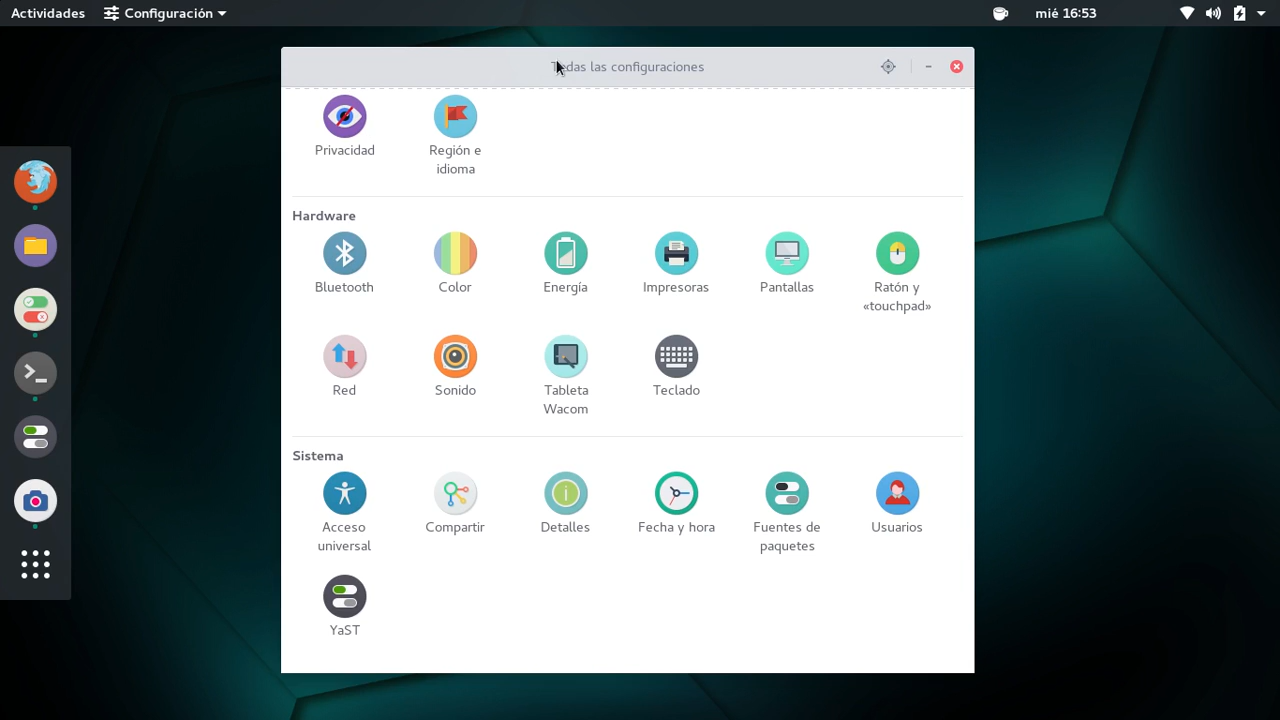 Actividades
Configuración
mié 16:53
Todas las configuraciones
Privacidad
Región e
idioma
Hardware
Bluetooth
Color
Energía
Impresoras
Pantallas
Ratón y
«touchpad»
Red
Sonido
Tableta
Wacom
Teclado
Sistema
Acceso
universal
Compartir
Detalles
Fecha y hora
Fuentes de
paquetes
Usuarios
YaST